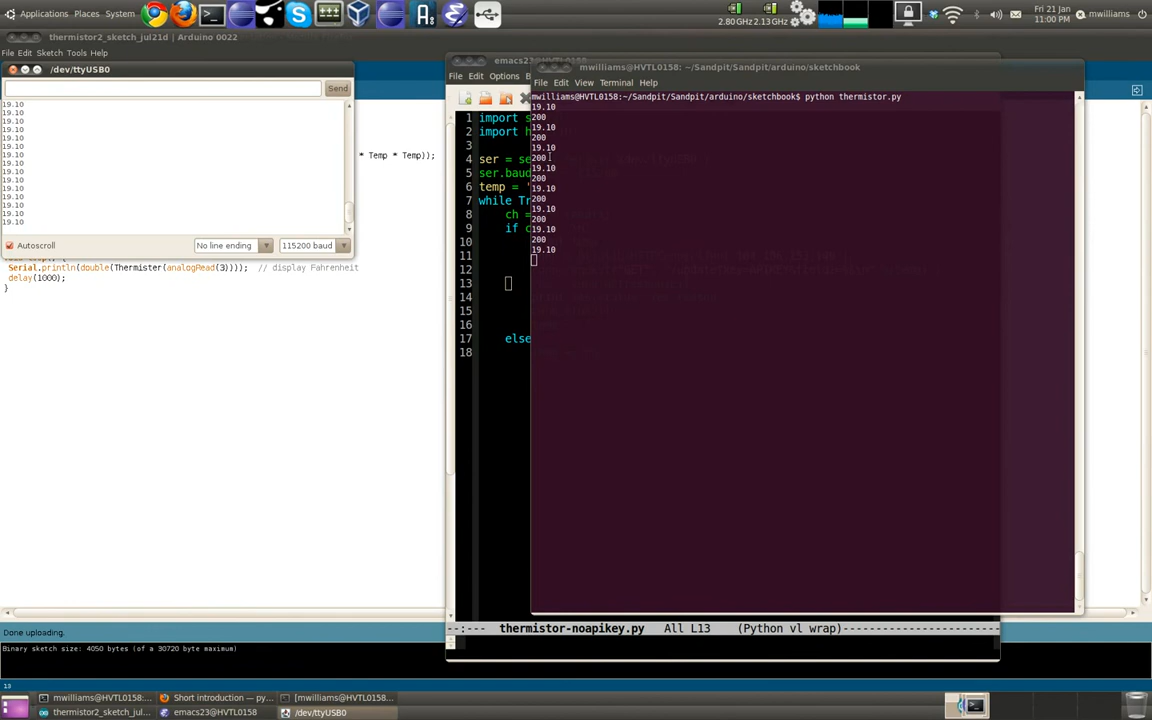 Applications Places System
2.80GHz 2.13GHz
Fri 21 Jan
11:00 PM
mwilliams
thermistor2_sketch_jul21d | Arduino 0022
File Edit Sketch Tools Help
/dev/ttyUSB0
Send
19.10
19.10
19.10
19.10
19.10
19.10
19.10
19.10
19.10
19.10
19.10
19.10
19.10
Autoscroll
No line ending
115200 baud
* Temp * Temp));
Serial.println(double(Thermister(analogRead(3)))); // display Fahrenheit
delay(1000);
}
Done uploading.
Binary sketch size: 4050 bytes (of a 30720 byte maximum)
13
emacs23@HVTL0158
File Edit Options
1 import s
2 import h
3
4 ser = se
5 ser.baud
6 temp = '
7 while Tr
8 ch =
9 if c
10
11
12
13
14
15
16
17 else
18
--:--- thermistor-noapikey.py All L13 (Python vl wrap)
mwilliams@HVTL0158: ~/Sandpit/Sandpit/arduino/sketchbook
File Edit View Terminal Help
mwilliams@HVTL0158:~/Sandpit/Sandpit/arduino/sketchbook$ python thermistor.py
19.10
200
19.10
200
19.10
200
19.10
200
19.10
200
19.10
200
19.10
200
19.10
mwilliams@HVTL0158:...
Short introduction — py...
[mwilliams@HVTL0158...
thermistor2_sketch_jul...
emacs23@HVTL0158
/dev/ttyUSB0